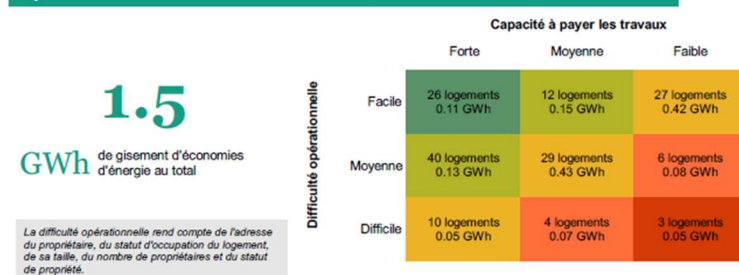 Capacité à payer les travaux
Forte Moyenne Faible
1.5
GWh de gisement d'économies
d'énergie au total
Difficulté opérationnelle
Facile 26 logements 12 logements 27 logements
0.11 GWh 0.15 GWh 0.42 GWh
Moyenne 40 logements 29 logements 6 logements
0.13 GWh 0.43 GWh 0.08 GWh
Difficile 10 logements 4 logements 3 logements
0.05 GWh 0.07 GWh 0.05 GWh
La difficulté opérationnelle rend compte de l'adresse
du propriétaire, du statut d'occupation du logement,
de sa taille, du nombre de propriétaires et du statut
de propriété.